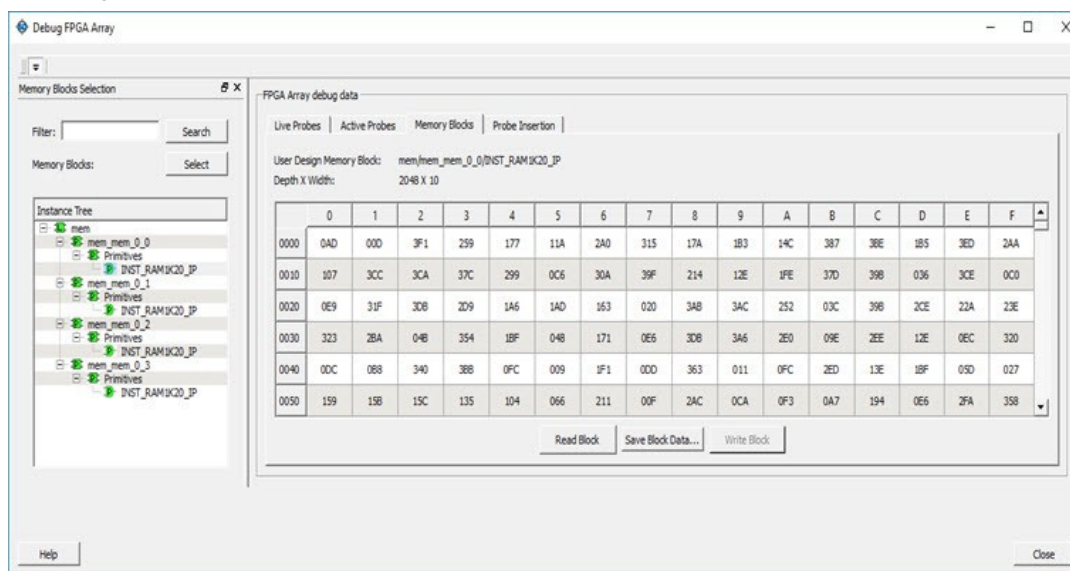 Debug FPGA Array
Memory Blocks Selection
Filter:
Search
Memory Blocks:
Select
Instance Tree
mem
mem_mem_0_0
Primitives
INST_RAM1K20_IP
mem_mem_0_1
Primitives
INST_RAM1K20_IP
mem_mem_0_2
Primitives
INST_RAM1K20_IP
mem_mem_0_3
Primitives
INST_RAM1K20_IP
FPGA Array debug data
Live Probes Active Probes Memory Blocks Probe Insertion
User Design Memory Block: mem/mem_mem_0_0/INST_RAM1K20_IP
Depth X Width: 2048 X 10
0 1 2 3 4 5 6 7 8 9 A B C D E F
0000 0AD 00D 3F1 259 177 11A 2A0 315 17A 1B3 14C 387 3BE 1B5 3ED 2AA
0010 107 3CC 3CA 37C 299 0C6 30A 39F 214 12E 1FE 37D 39B 036 3CE 0C0
0020 0E9 31F 3DB 2D9 1A6 1AD 163 020 3AB 3AC 252 03C 39B 2CE 22A 23E
0030 323 2BA 04B 354 1BF 04B 171 0E6 3DB 3A6 2E0 09E 2EE 12E 0EC 320
0040 0DC 0B8 340 3BB 0FC 009 1F1 0DD 363 011 0FC 2ED 13E 1BF 05D 027
0050 159 15B 15C 135 104 066 211 00F 2AC 0CA 0F3 0A7 194 0E6 2FA 358
Read Block Save Block Data... Write Block
Help
Close